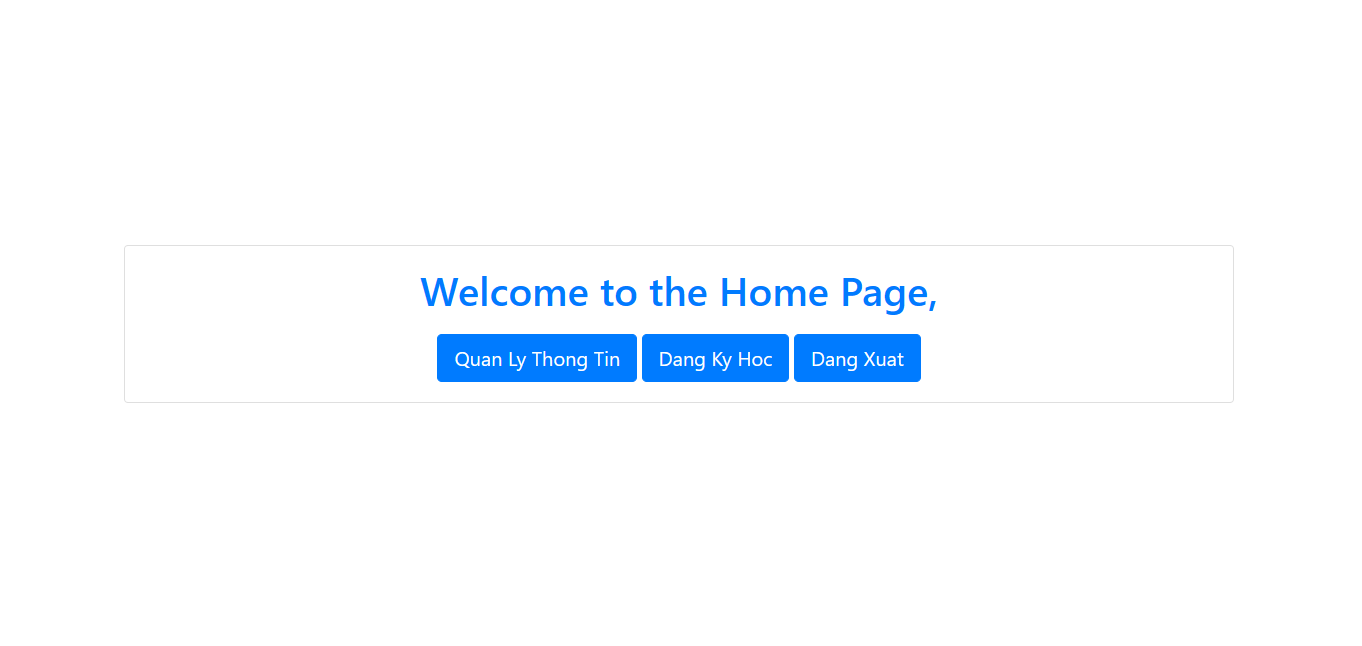 Welcome to the Home Page,
Quan Ly Thong Tin Dang Ky Hoc Dang Xuat